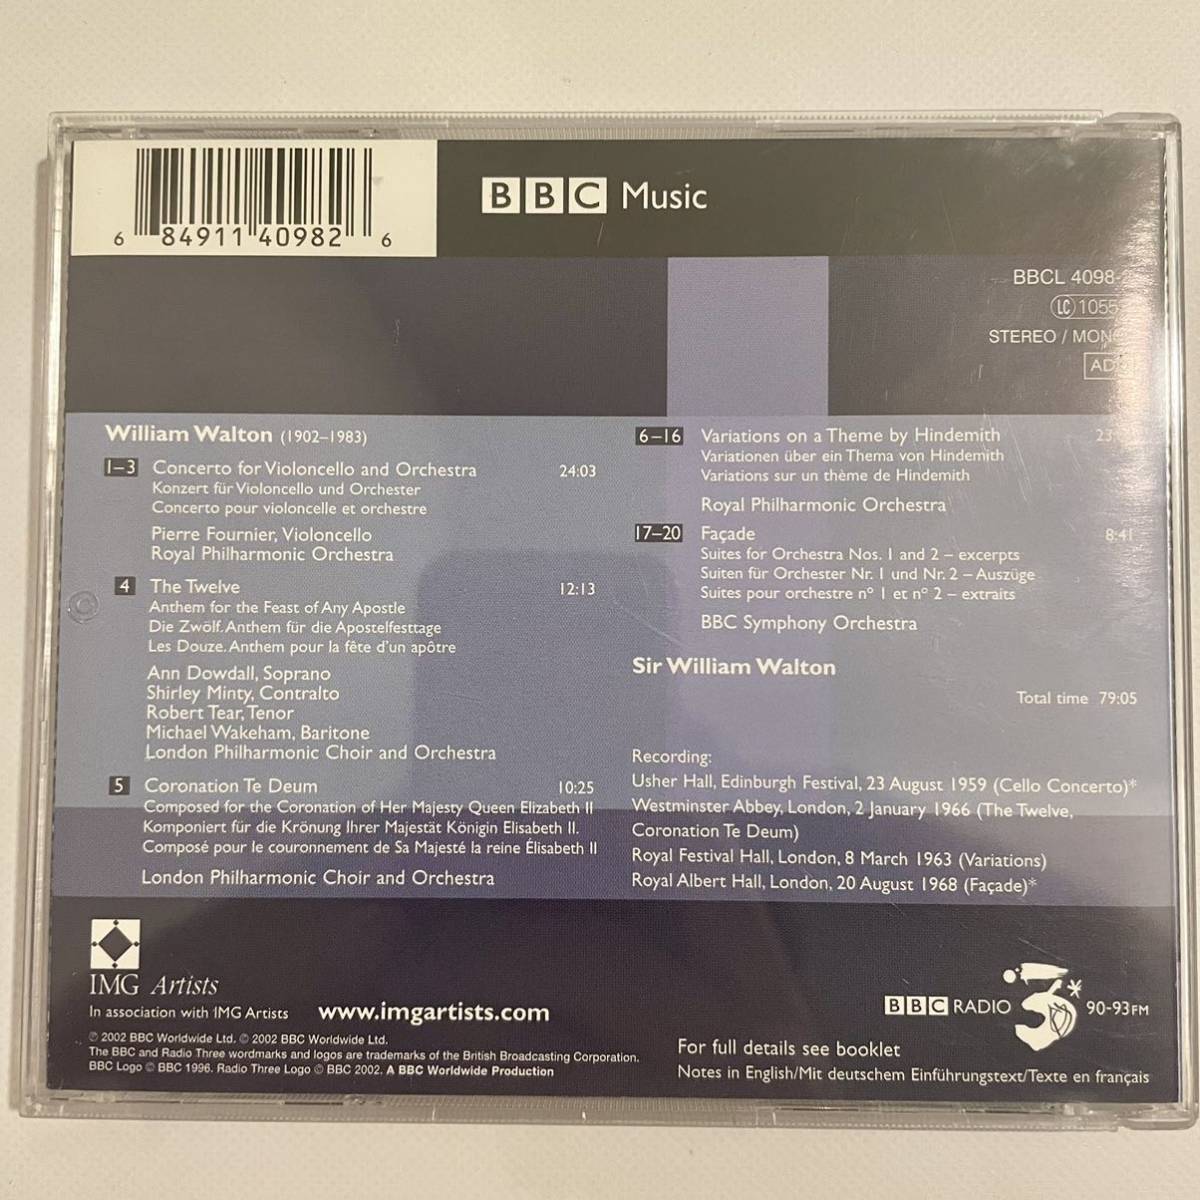 6 84911 40982 6
BBC Music
BBCL 4098-
LC 1055
STEREO / MON
AD
William Walton (1902–1983)
1–3 Concerto for Violoncello and Orchestra 24:03
Konzert für Violoncello und Orchester
Concerto pour violoncelle et orchestre
Pierre Fournier, Violoncello
Royal Philharmonic Orchestra
4 The Twelve 12:13
Anthem for the Feast of Any Apostle
Die Zwölf. Anthem für die Apostelfesttage
Les Douze. Anthem pour la fête d'un apôtre
Ann Dowdall, Soprano
Shirley Minty, Contralto
Robert Tear, Tenor
Michael Wakeham, Baritone
London Philharmonic Choir and Orchestra
5 Coronation Te Deum 10:25
Composed for the Coronation of Her Majesty Queen Elizabeth II
Komponiert für die Krönung Ihrer Majestät Königin Elisabeth II.
Composé pour le couronnement de Sa Majesté la reine Élisabeth II
London Philharmonic Choir and Orchestra
6–16 Variations on a Theme by Hindemith
Variationen über ein Thema von Hindemith
Variations sur un thème de Hindemith
Royal Philharmonic Orchestra
17–20 Façade 8:41
Suites for Orchestra Nos. 1 and 2 – excerpts
Suiten für Orchester Nr. 1 und Nr. 2 – Auszüge
Suites pour orchestre nº 1 et nº 2 – extraits
BBC Symphony Orchestra
Sir William Walton
Total time 79:05
Recording:
Usher Hall, Edinburgh Festival, 23 August 1959 (Cello Concerto)*
Westminster Abbey, London, 2 January 1966 (The Twelve,
Coronation Te Deum)
Royal Festival Hall, London, 8 March 1963 (Variations)
Royal Albert Hall, London, 20 August 1968 (Façade)*
IMG Artists
In association with IMG Artists www.imgartists.com
℗ 2002 BBC Worldwide Ltd. © 2002 BBC Worldwide Ltd.
The BBC and Radio Three wordmarks and logos are trademarks of the British Broadcasting Corporation.
BBC Logo © BBC 1996. Radio Three Logo © BBC 2002. A BBC Worldwide Production
BBC RADIO 3 90-93 FM
For full details see booklet
Notes in English/Mit deutschem Einführungstext/Texte en français